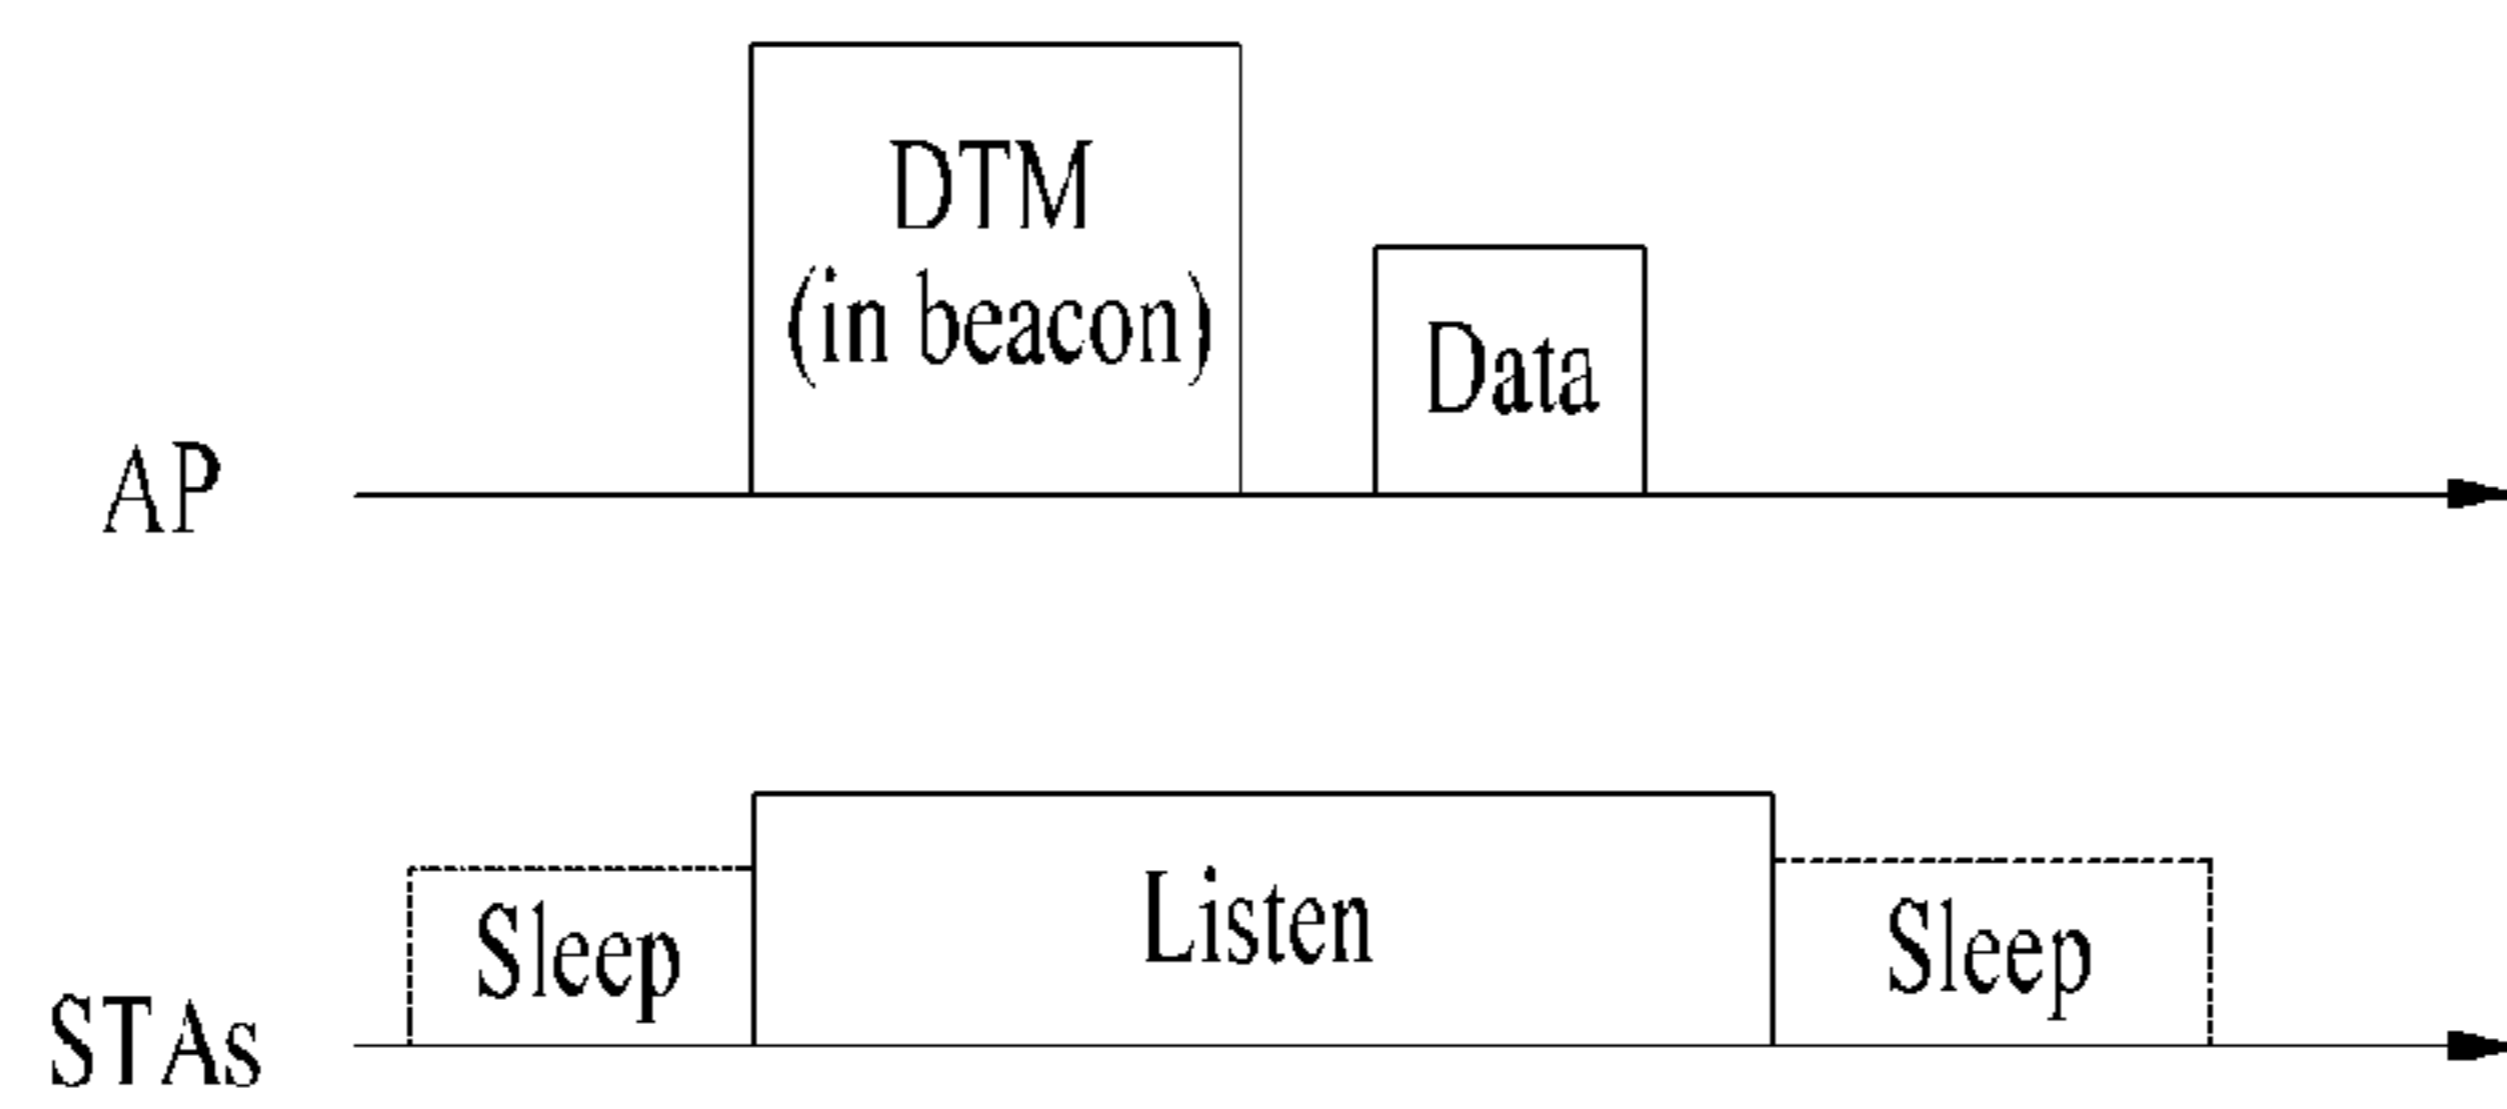 DTM
(in beacon)
Data
AP
Sleep
Listen
Sleep
STAs